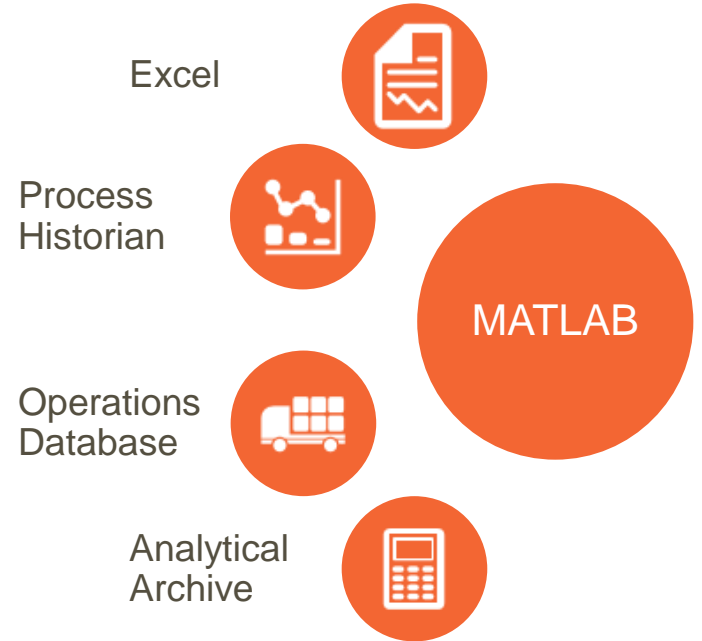 Excel
Process
Historian
MATLAB
Operations
Database
Analytical
Archive